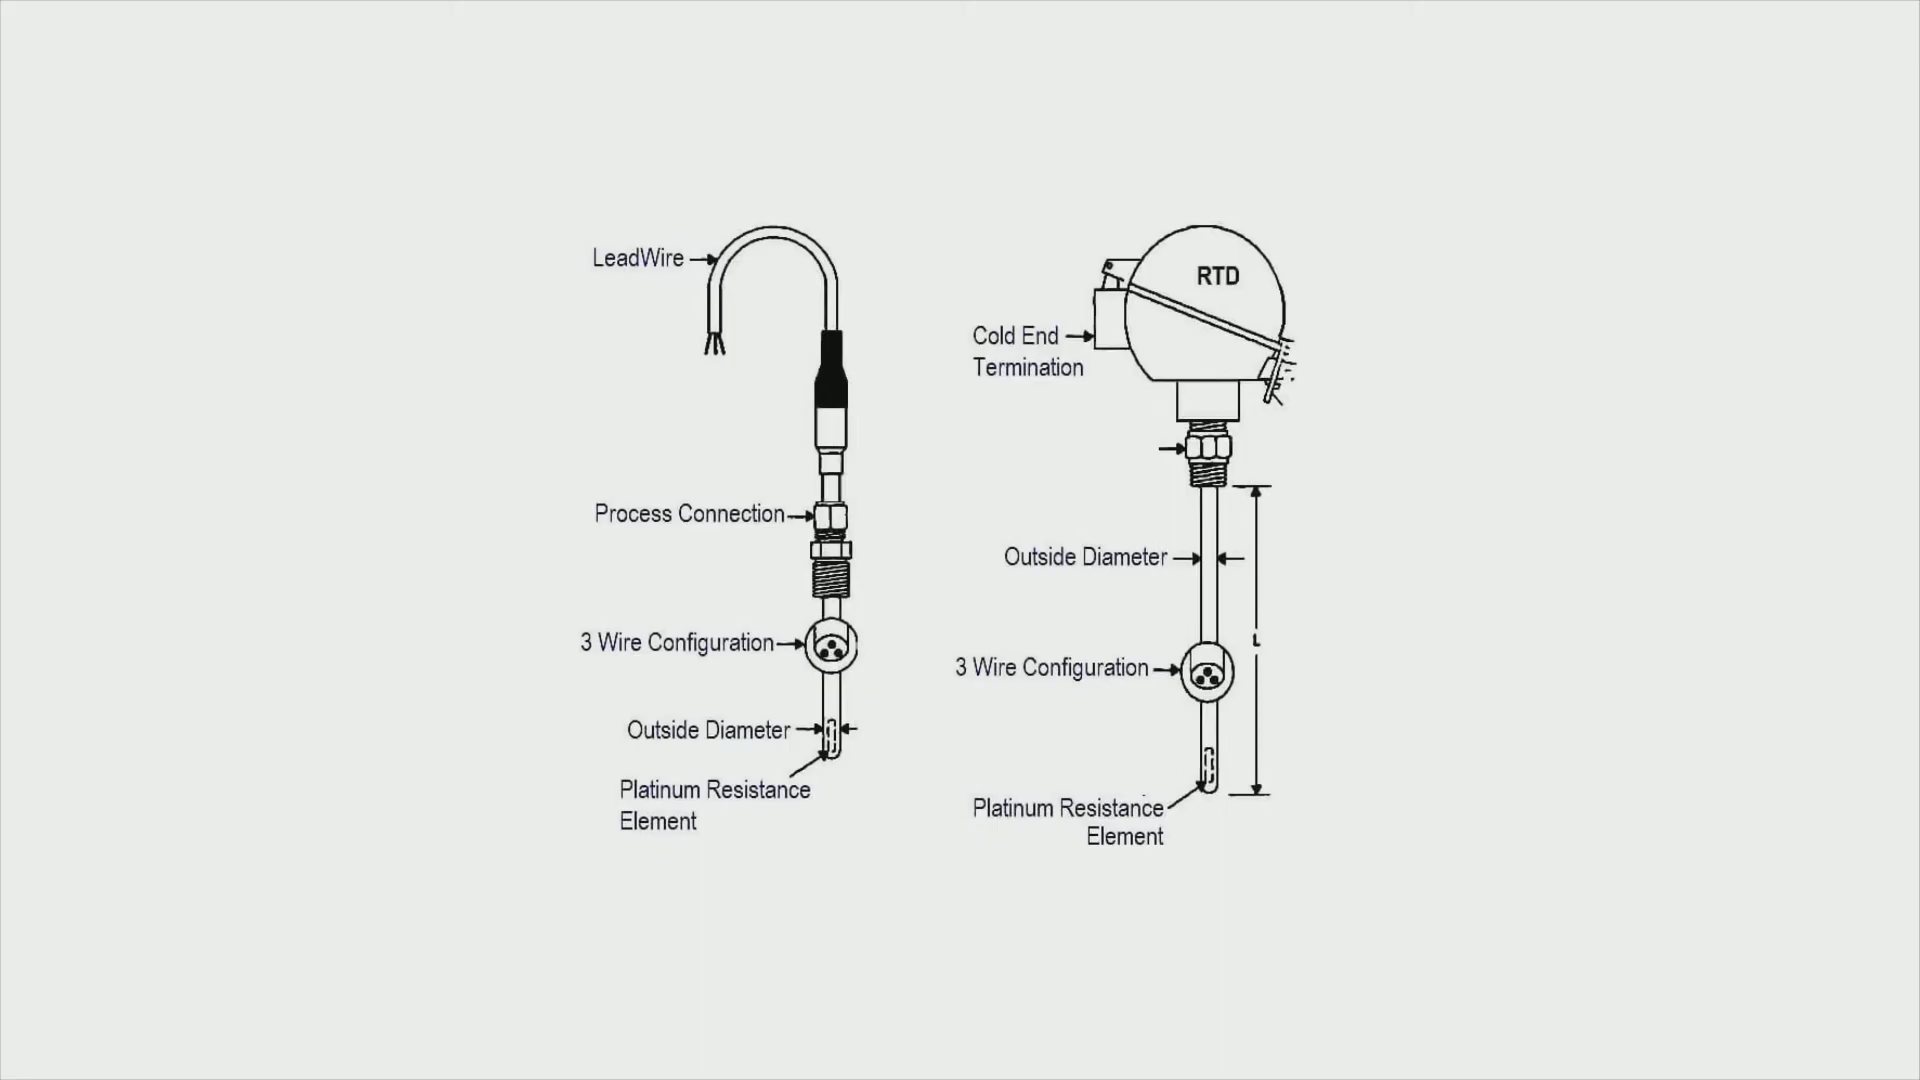 LeadWire
Process Connection
3 Wire Configuration
Outside Diameter
Platinum Resistance
Element
RTD
Cold End
Termination
Outside Diameter
L
3 Wire Configuration
Platinum Resistance
Element